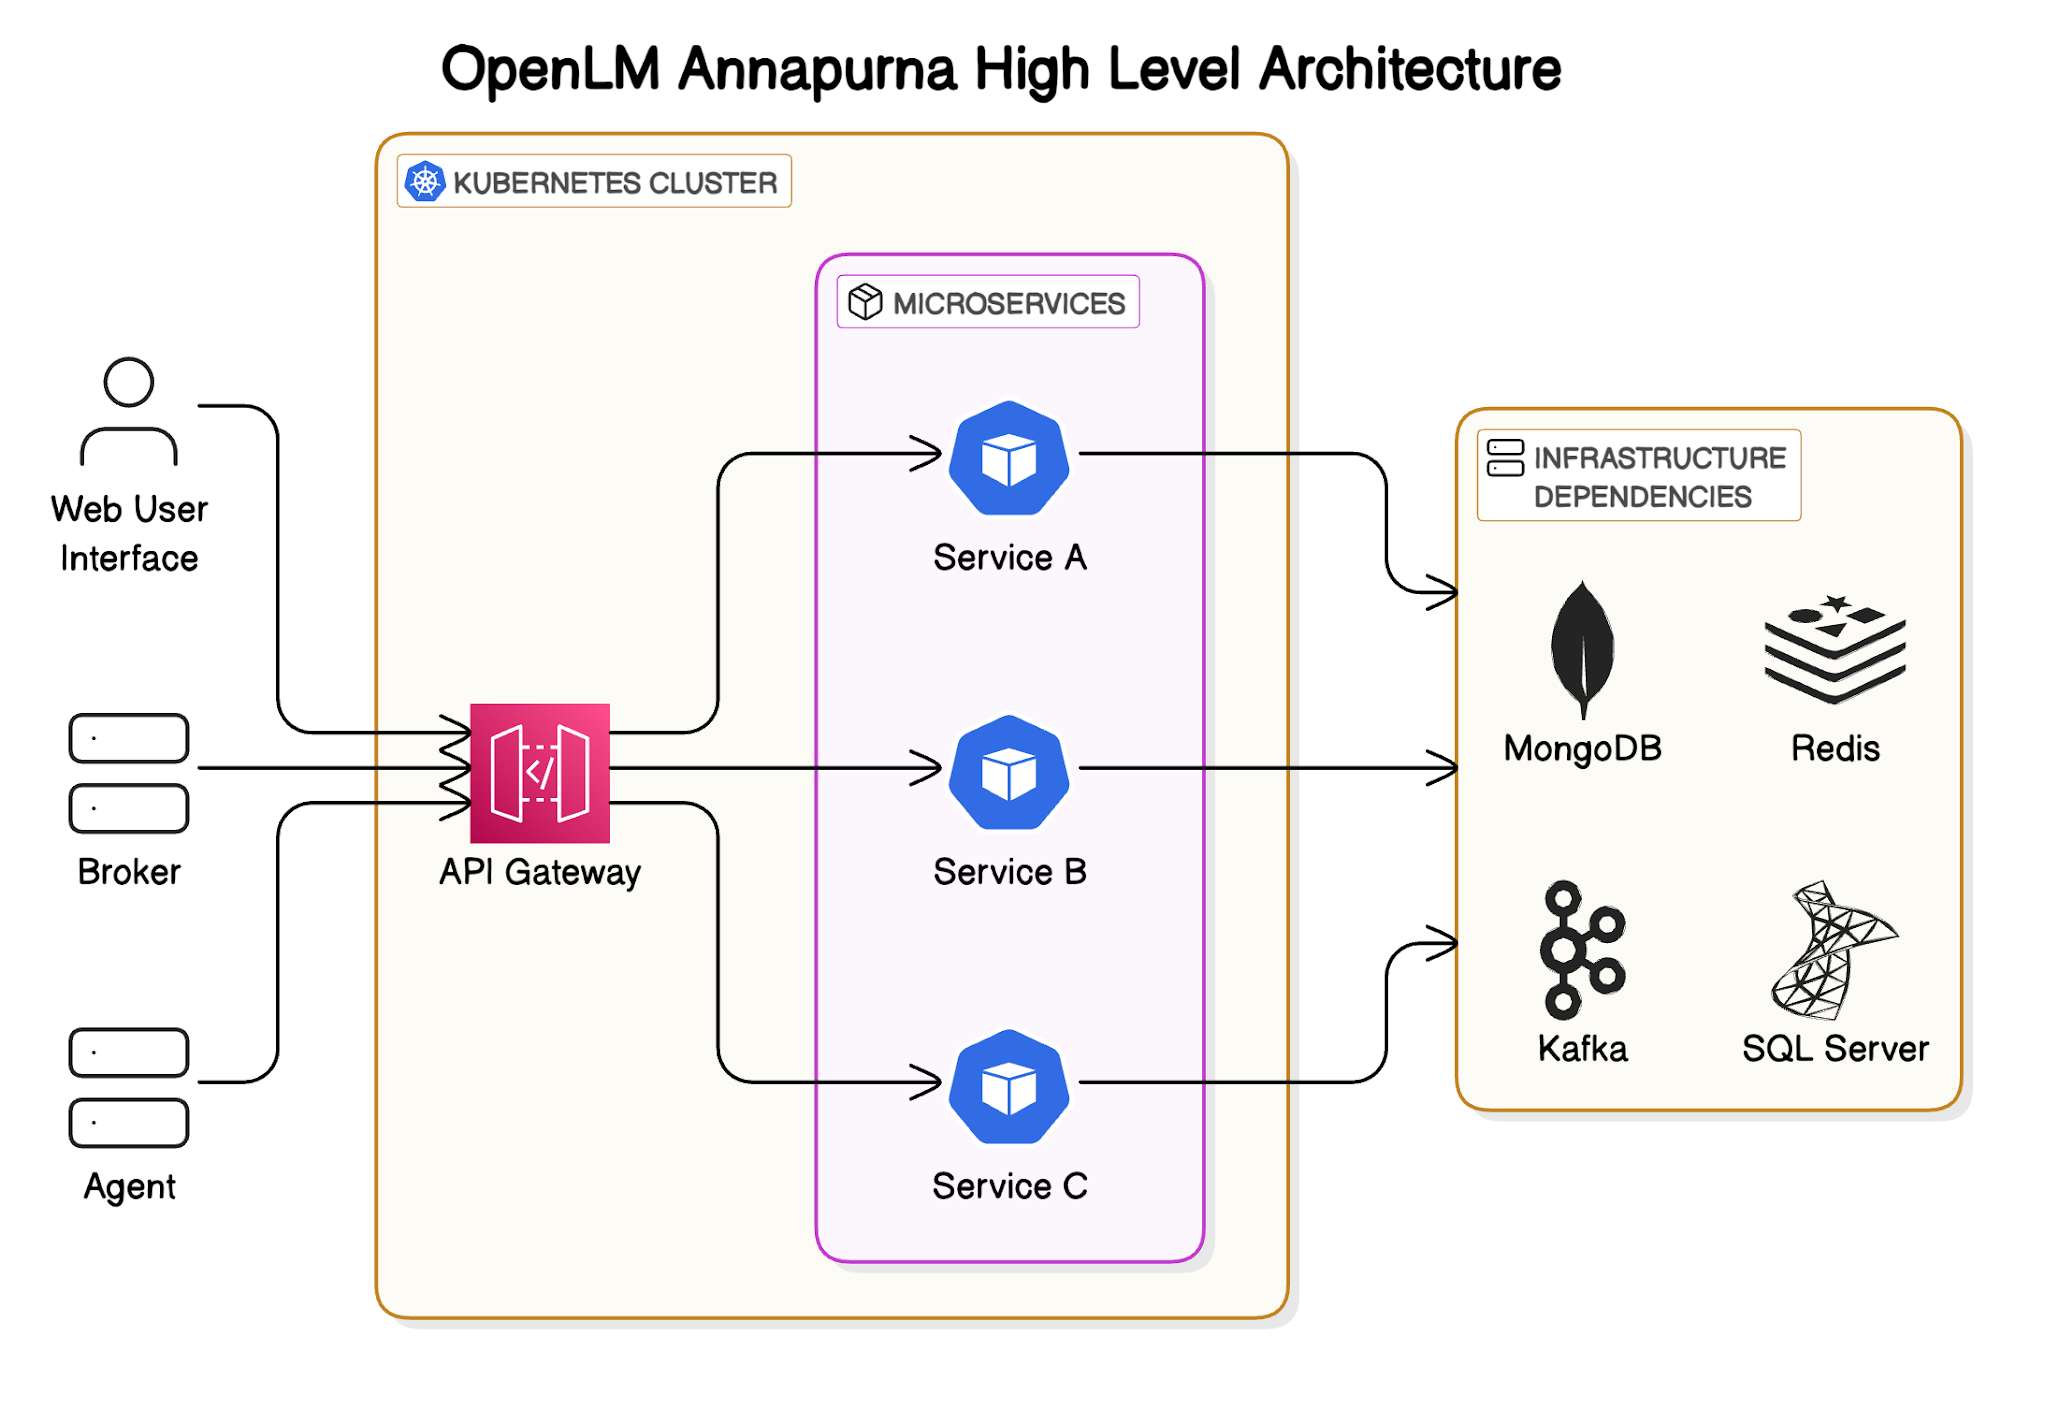 OpenLM Annapurna High Level Architecture
KUBERNETES CLUSTER
MICROSERVICES
Web User
Interface
Broker
Agent
API Gateway
Service A
Service B
Service C
INFRASTRUCTURE
DEPENDENCIES
MongoDB
Redis
Kafka
SQL Server